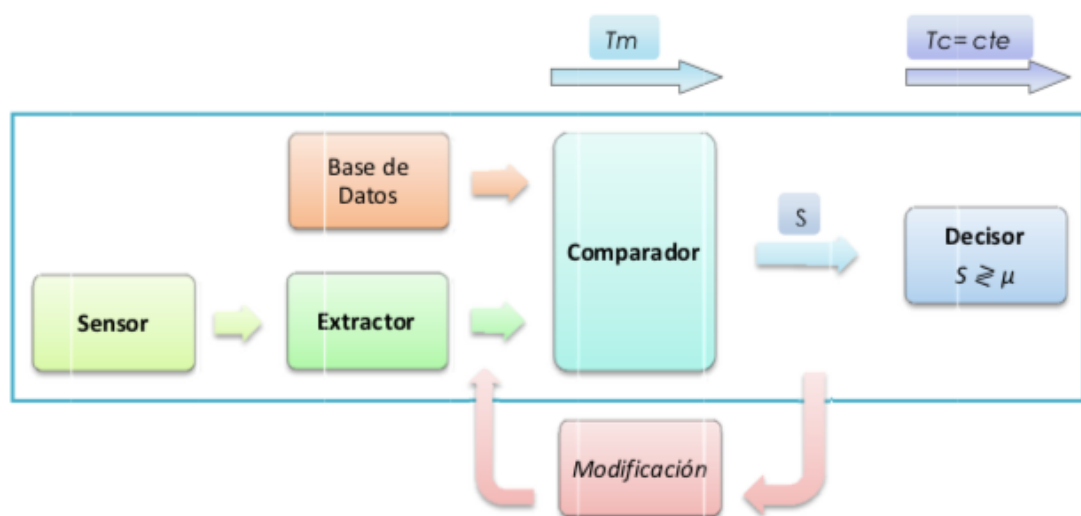 Tm
Tc= cte
Base de
Datos
S
Comparador
Decisor
S ≷ μ
Sensor
Extractor
Modificación